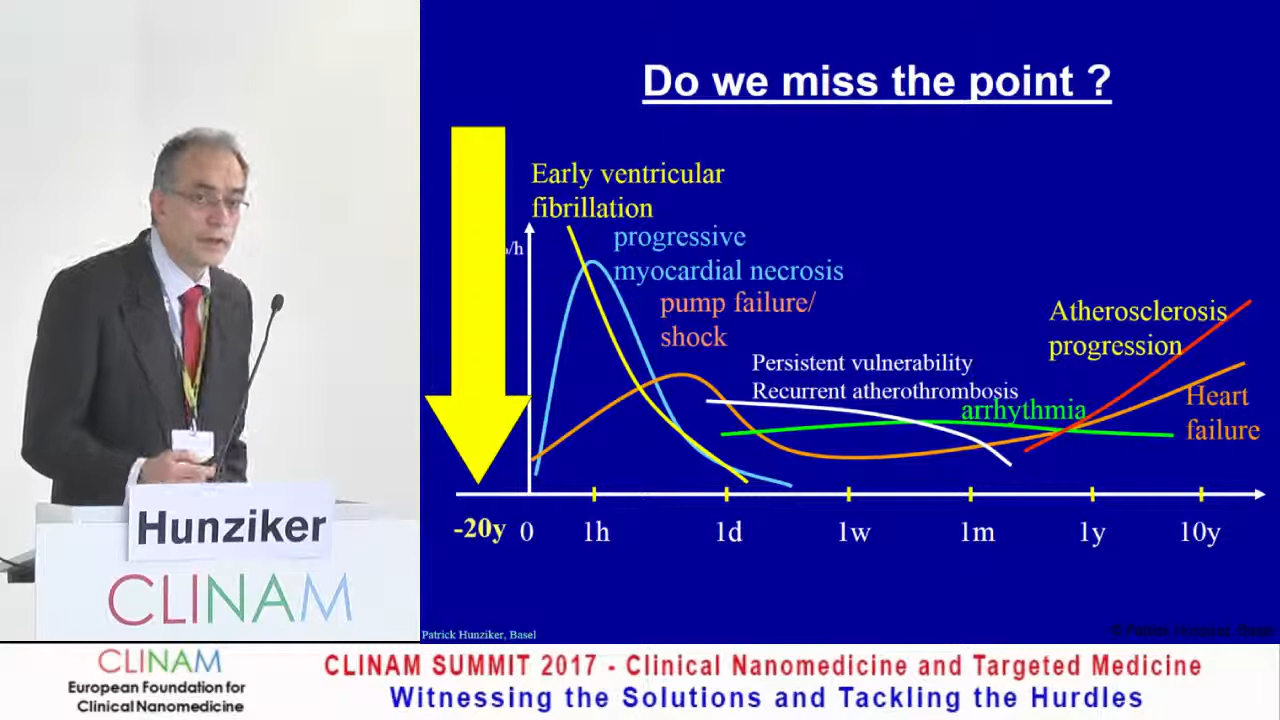 Do we miss the point ?
Early ventricular
fibrillation
/h
progressive
myocardial necrosis
pump failure/
shock
Persistent vulnerability
Recurrent atherothrombosis
arrhythmia
Atherosclerosis
progression
Heart
failure
-20y
0
1h
1d
1w
1m
1y
10y
Hunziker
CLINAM
Patrick Hunziker, Basel
© Patrick Hunziker, Basel
CLINAM
European Foundation for
Clinical Nanomedicine
CLINAM SUMMIT 2017 - Clinical Nanomedicine and Targeted Medicine
Witnessing the Solutions and Tackling the Hurdles